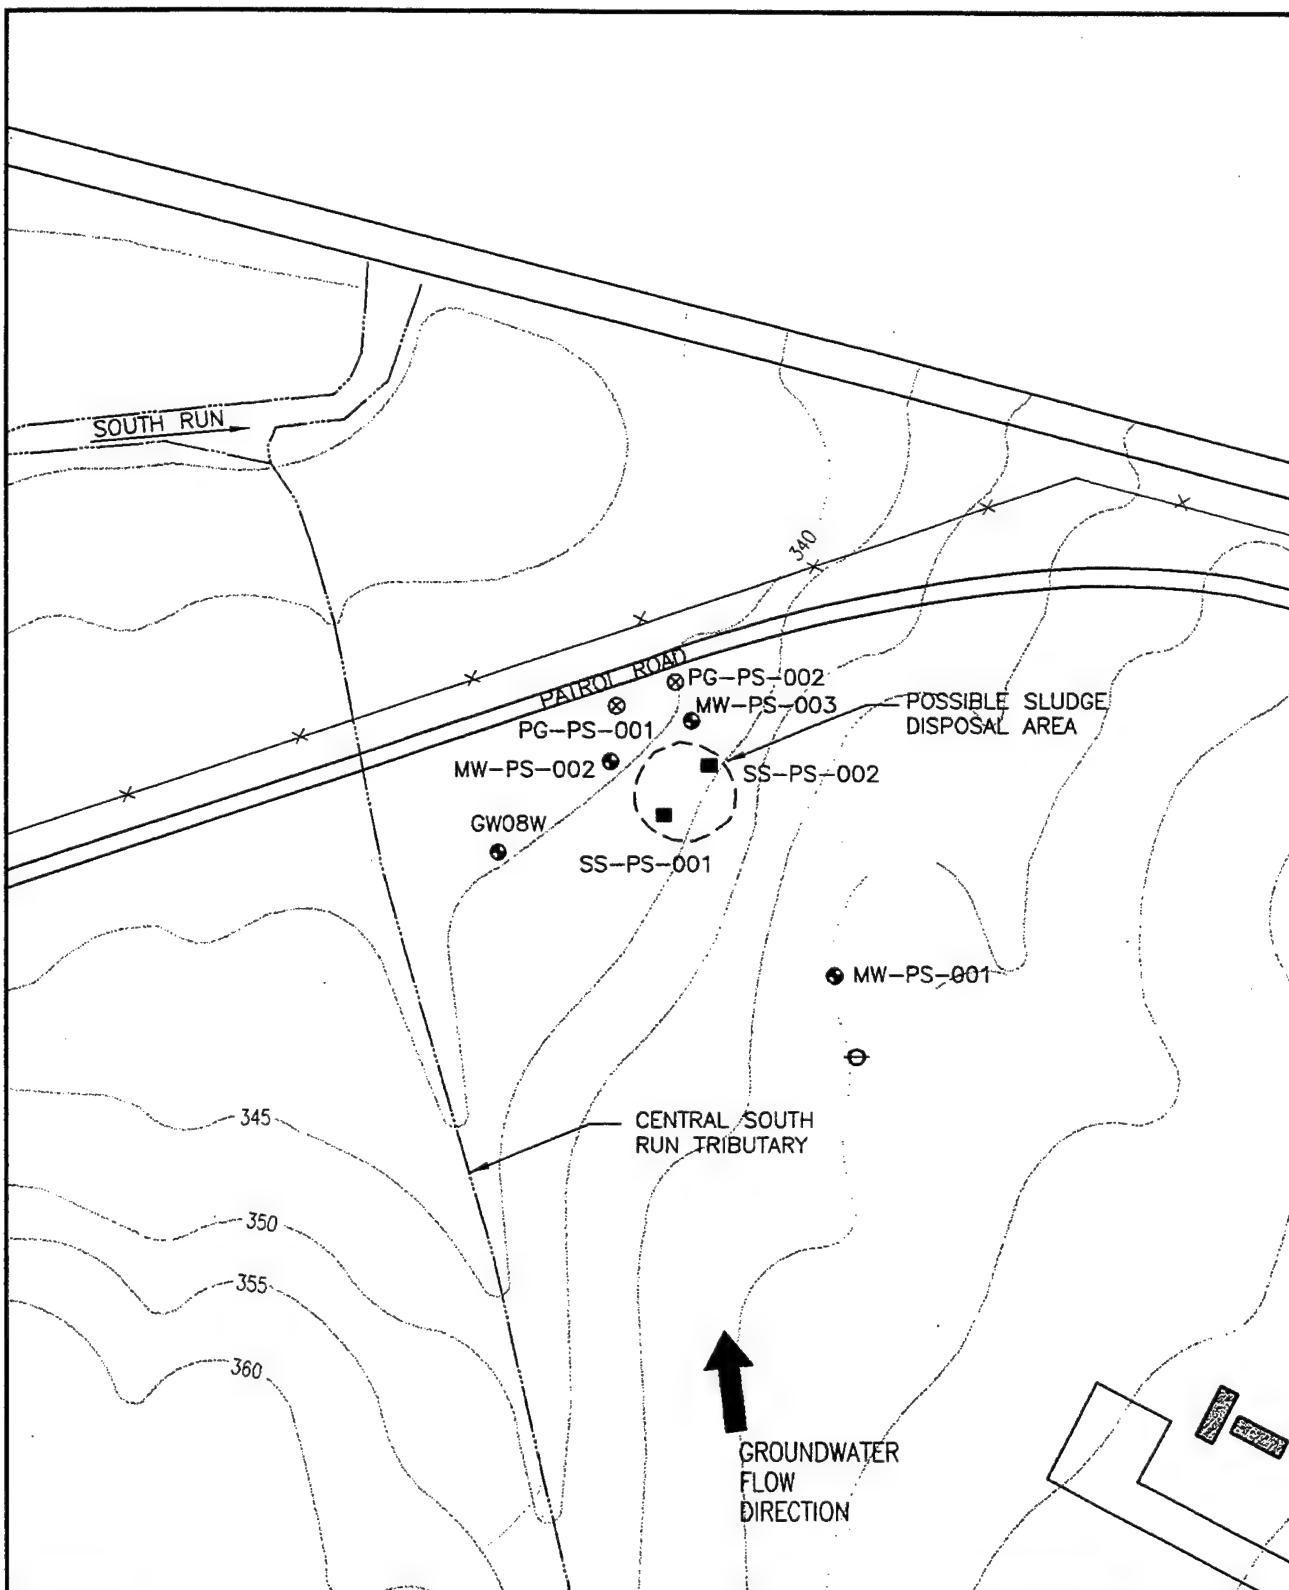 SOUTH RUN
340
PATROL ROAD
PG-PS-002
MW-PS-003
PG-PS-001
POSSIBLE SLUDGE
DISPOSAL AREA
MW-PS-002
SS-PS-002
GW08W
SS-PS-001
MW-PS-001
345
CENTRAL SOUTH
RUN TRIBUTARY
350
355
360
GROUNDWATER
FLOW
DIRECTION